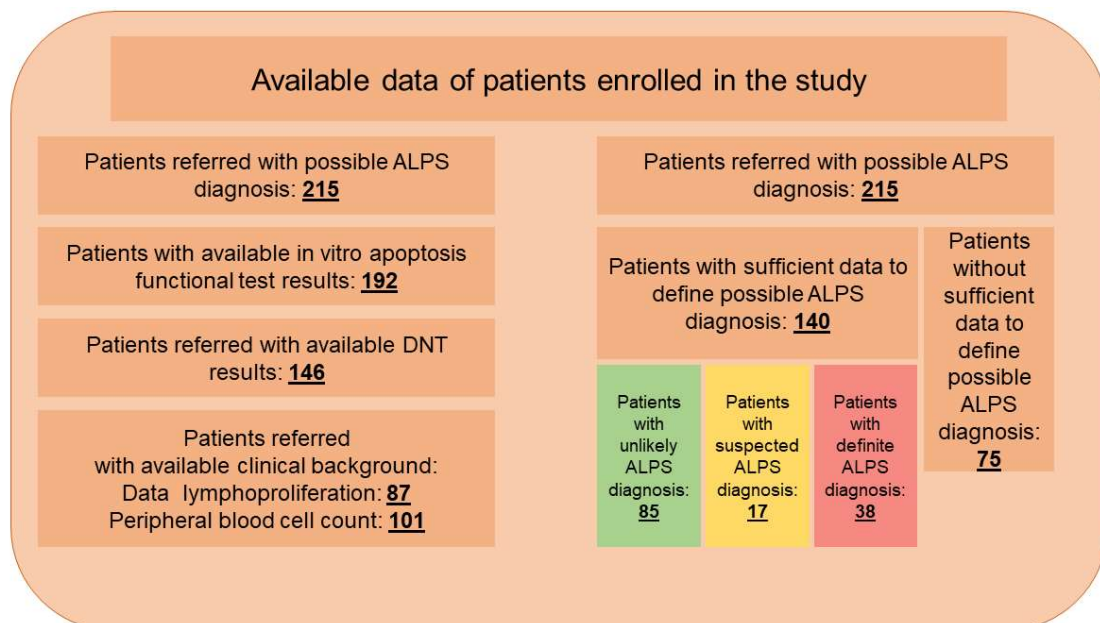 Available data of patients enrolled in the study
Patients referred with possible ALPS
diagnosis: 215
Patients with available in vitro apoptosis
functional test results: 192
Patients referred with available DNT
results: 146
Patients referred
with available clinical background:
Data lymphoproliferation: 87
Peripheral blood cell count: 101
Patients referred with possible ALPS
diagnosis: 215
Patients with sufficient data to
define possible ALPS
diagnosis: 140
Patients
with
unlikely
ALPS
diagnosis:
85
Patients
with
suspected
ALPS
diagnosis:
17
Patients
with
definite
ALPS
diagnosis:
38
Patients
without
sufficient
data to
define
possible
ALPS
diagnosis:
75